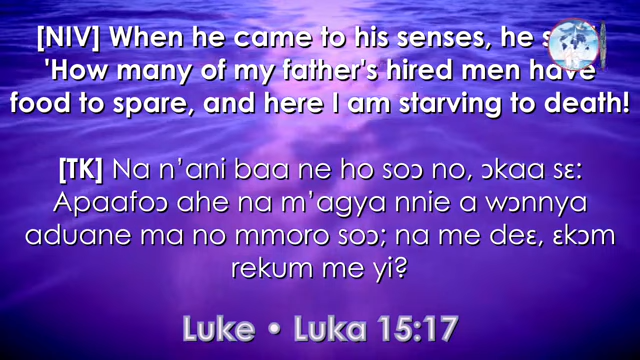 [NIV] When he came to his senses, he
'How many of my father's hired men have
food to spare, and here I am starving to death!
[TK] Na n'ani baa ne ho soɔ no, ɔkaa sɛ:
Apaafoɔ ahe na m'agya nnie a wɔnnya
aduane ma no mmoro soɔ; na me deɛ, ɛkɔm
rekum me yi?
Luke • Luka 15:17